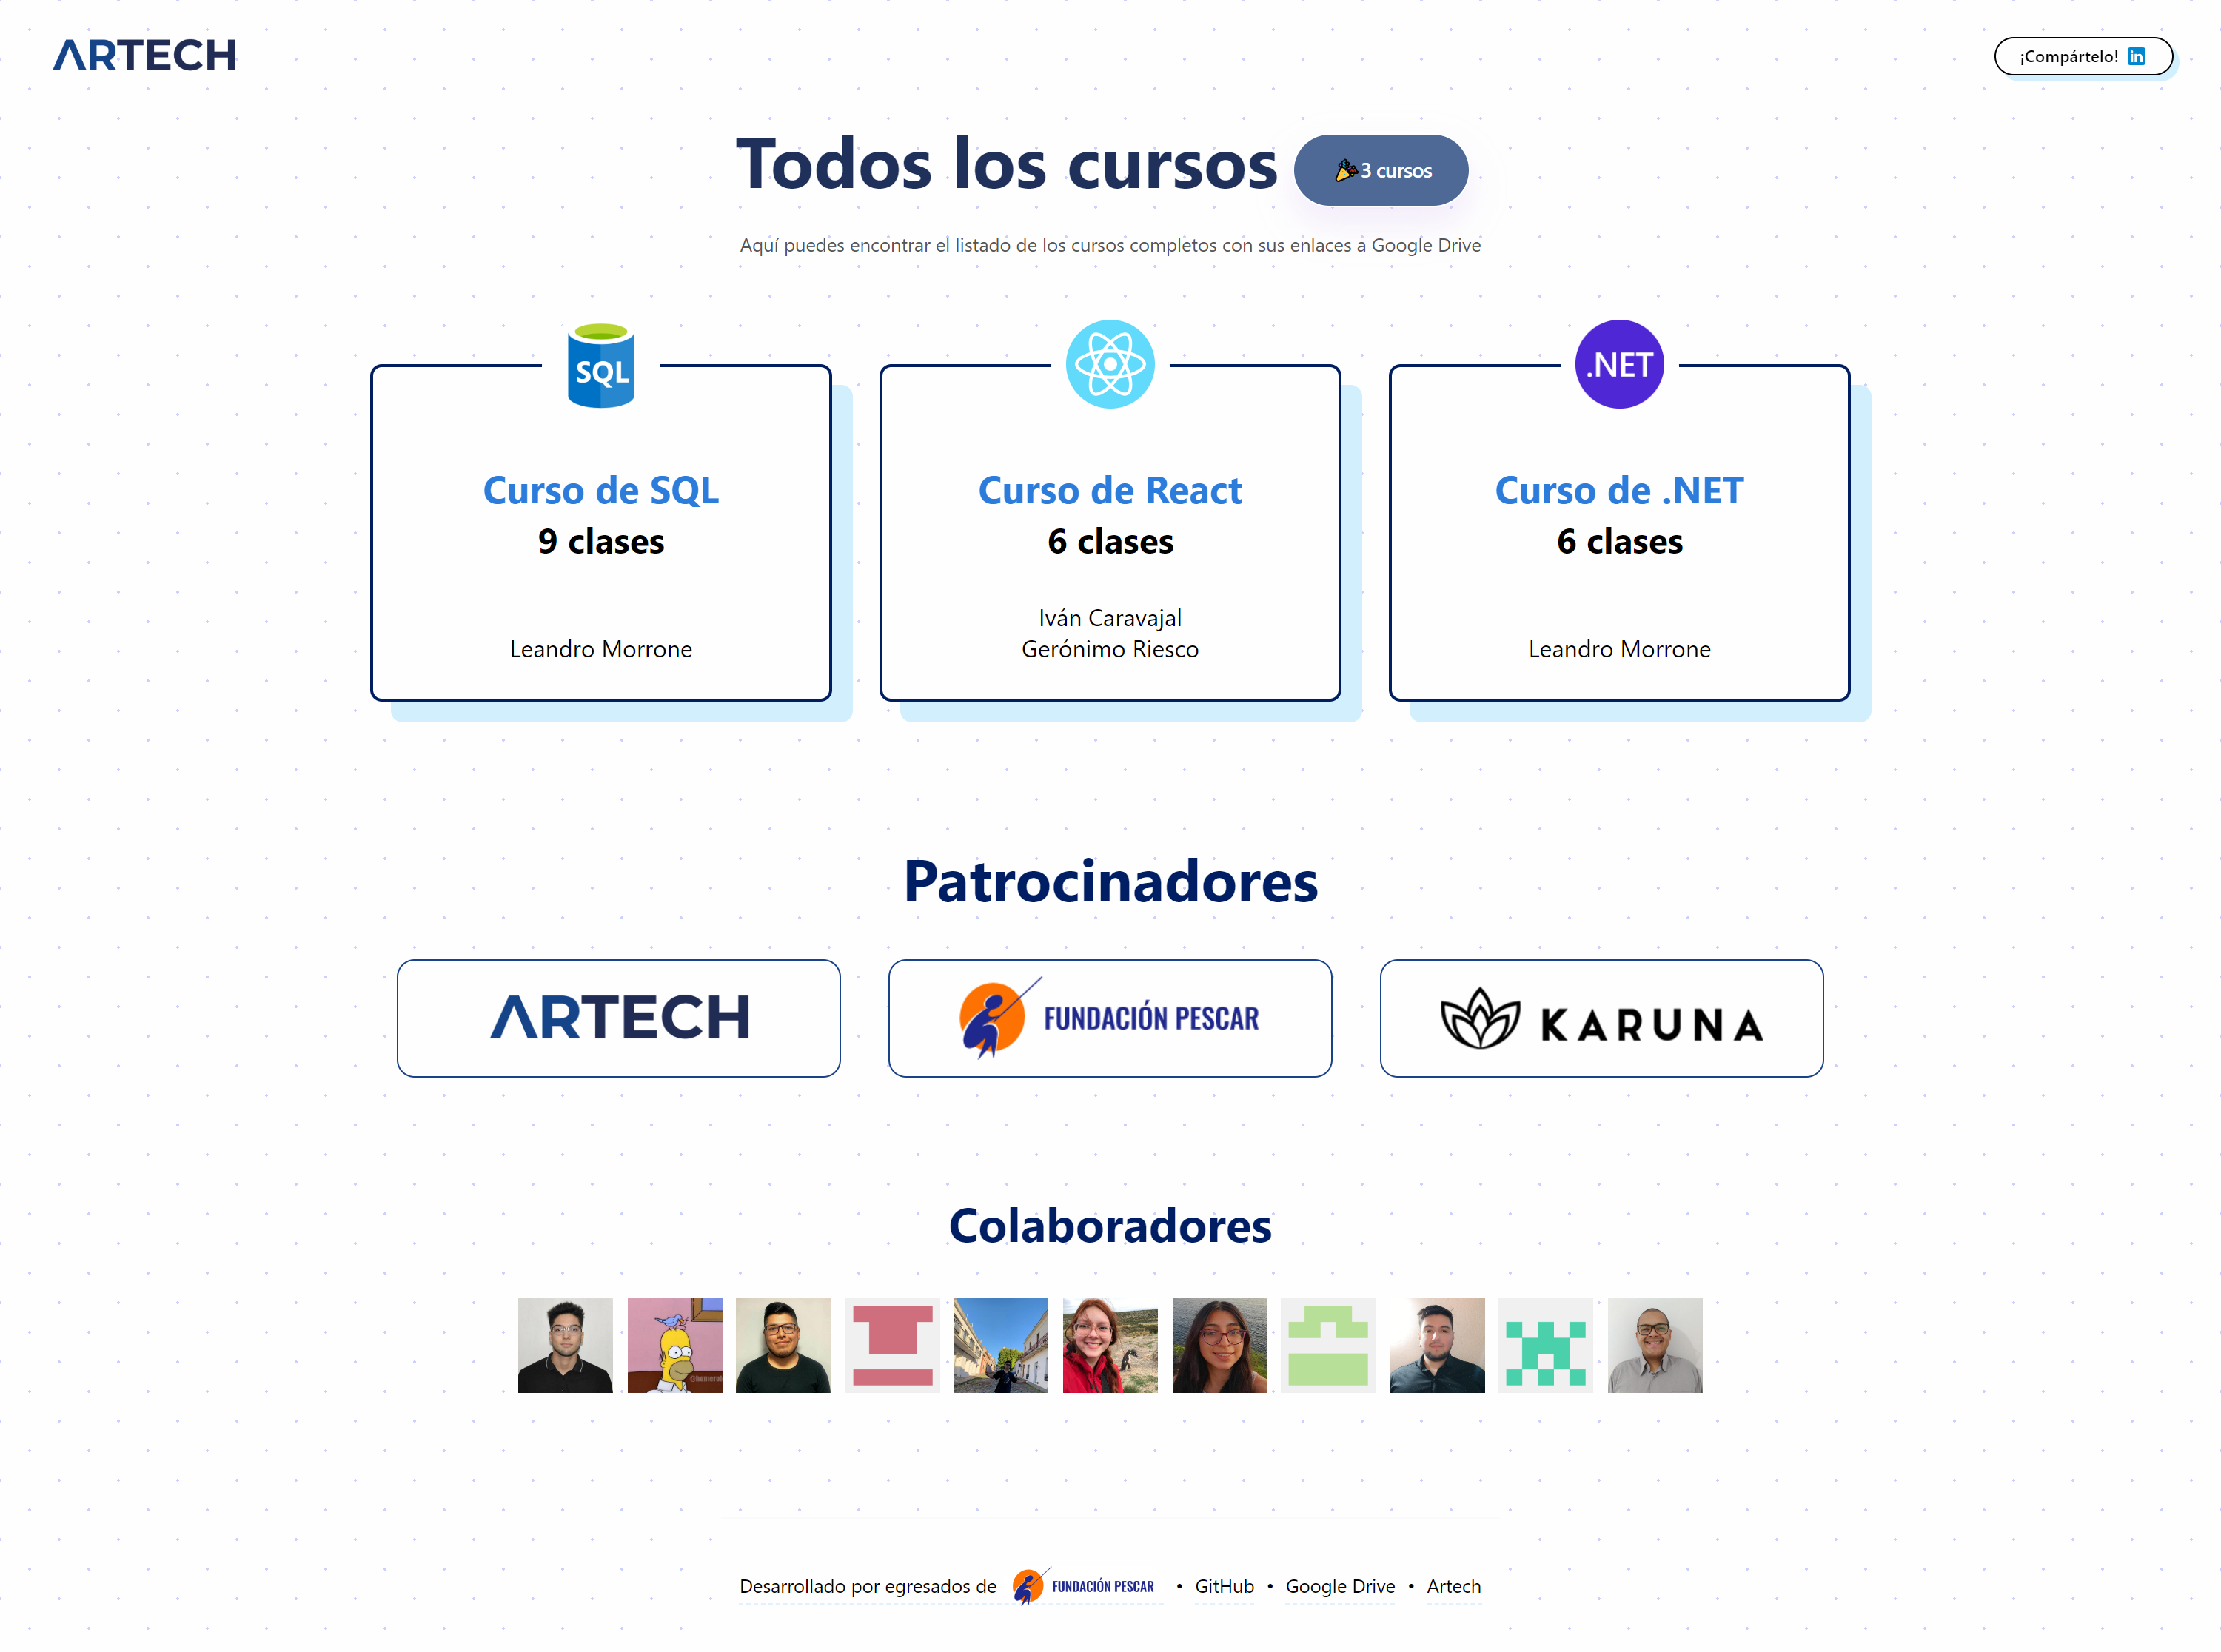 ARTECH
¡Compártelo!
Todos los cursos
3 cursos
Aquí puedes encontrar el listado de los cursos completos con sus enlaces a Google Drive
SQL
.NET
Curso de SQL
9 clases
Leandro Morrone
Curso de React
6 clases
Iván Caravajal
Gerónimo Riesco
Curso de .NET
6 clases
Leandro Morrone
Patrocinadores
ARTECH
FUNDACIÓN PESCAR
KARUNA
Colaboradores
Desarrollado por egresados de FUNDACIÓN PESCAR • GitHub • Google Drive • Artech